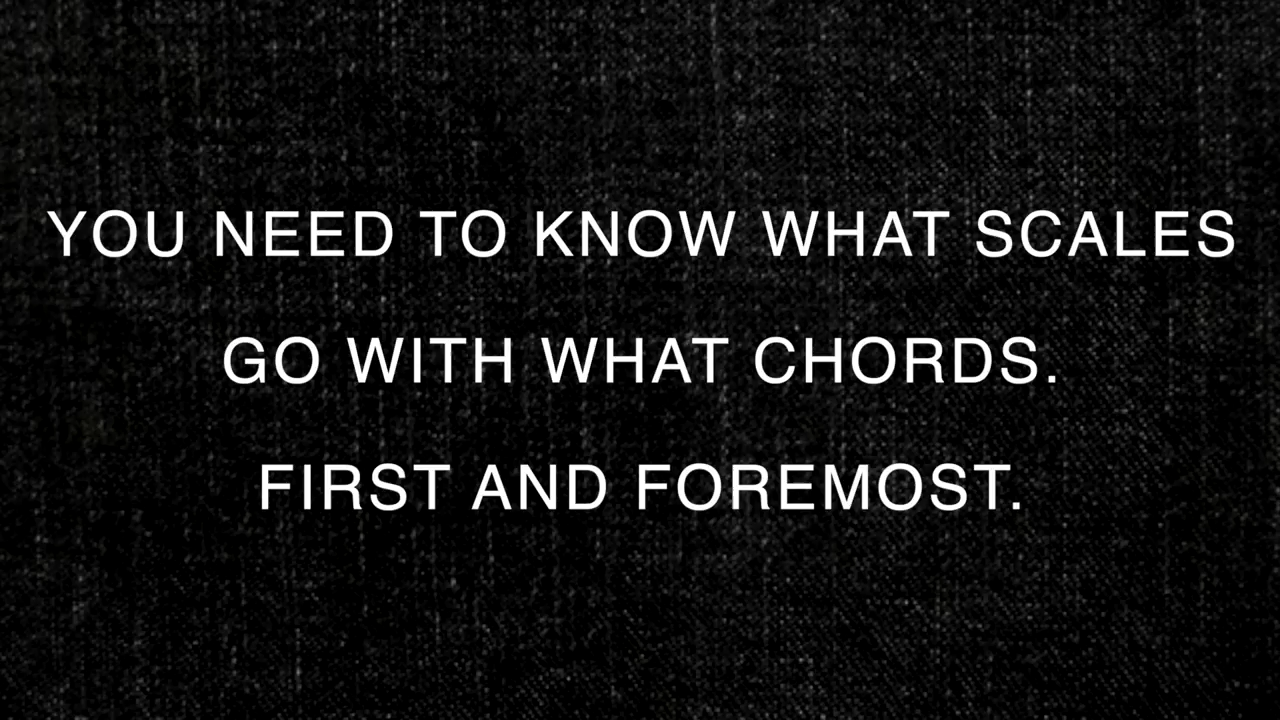 YOU NEED TO KNOW WHAT SCALES
GO WITH WHAT CHORDS.
FIRST AND FOREMOST.